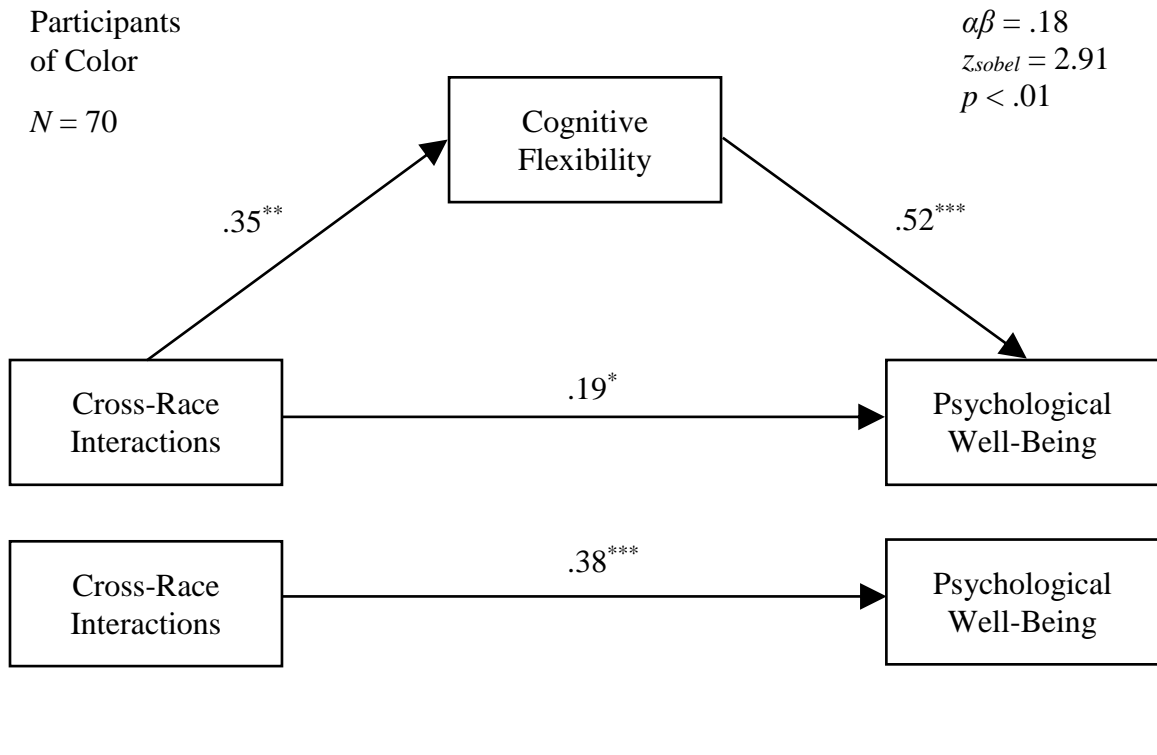 Participants
of Color
N = 70
αβ = .18
zsobel = 2.91
p < .01
Cognitive
Flexibility
.35**
.52***
Cross-Race
Interactions
.19*
Psychological
Well-Being
Cross-Race
Interactions
.38***
Psychological
Well-Being